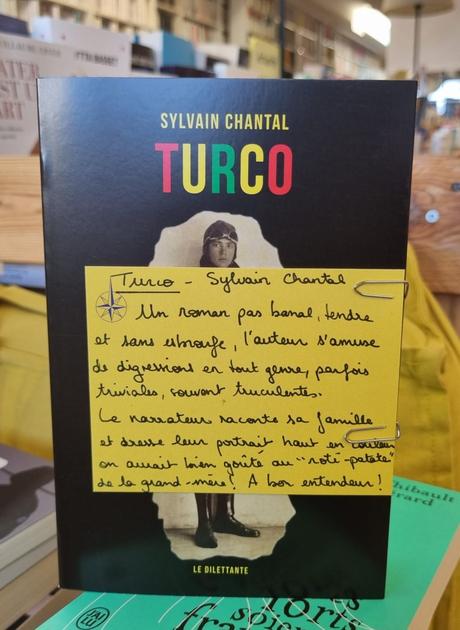 SYLVAIN CHANTAL
TURCO
Turco - Sylvain Chantal
Un roman pas banal, tendre
et sans esbroufe, l'auteur s'amuse
de digressions en tout genre, parfois
triviales, souvent truculentes.
Le narrateur raconte sa famille
et dresse leur portrait haut en couleur
on aurait bien goûté au "roti-patate"
de la grand-mère! A bon entendeur!
LE DILETTANTE